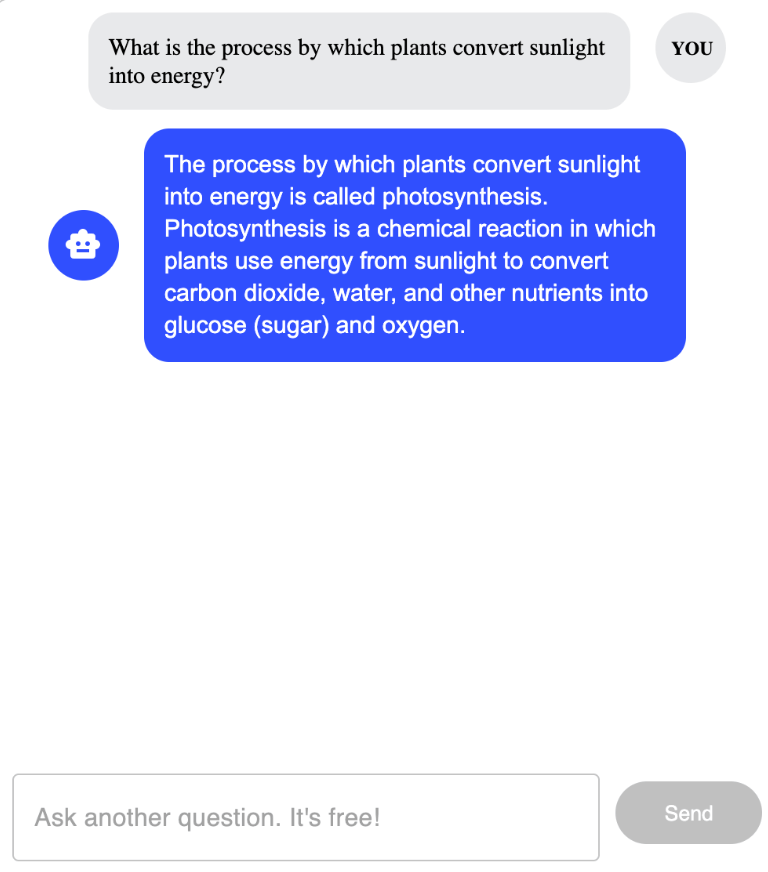 What is the process by which plants convert sunlight
into energy?
YOU
The process by which plants convert sunlight
into energy is called photosynthesis.
Photosynthesis is a chemical reaction in which
plants use energy from sunlight to convert
carbon dioxide, water, and other nutrients into
glucose (sugar) and oxygen.
Ask another question. It's free!
Send